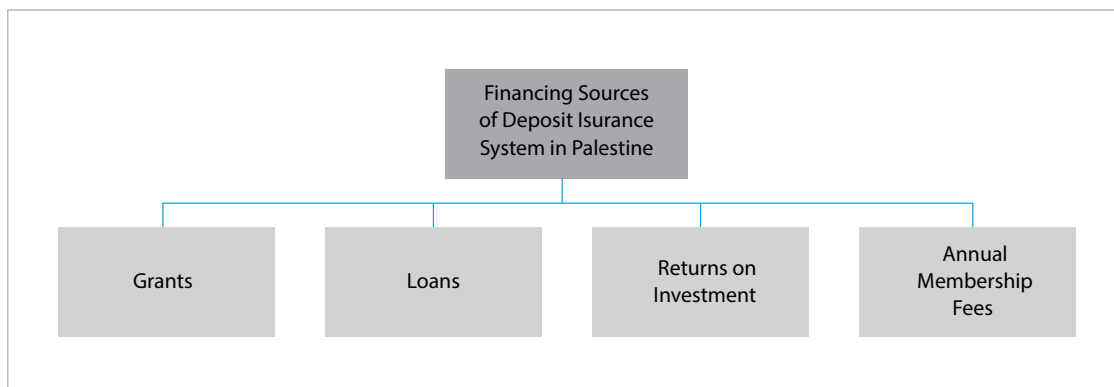 Financing Sources
of Deposit Isurance
System in Palestine
Grants
Loans
Returns on
Investment
Annual
Membership
Fees